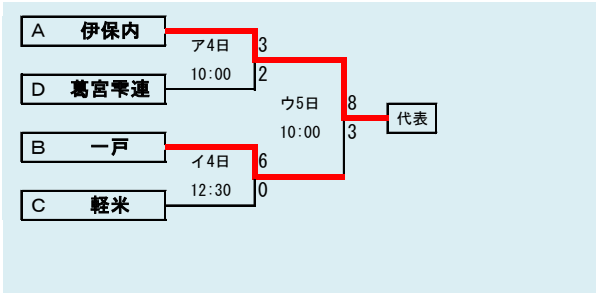 A 伊保内
ア4日 3
10:00 2
D 葛宮雫連
ウ5日 8
10:00 3
代表
B 一戸
イ4日 6
12:30 0
C 軽米